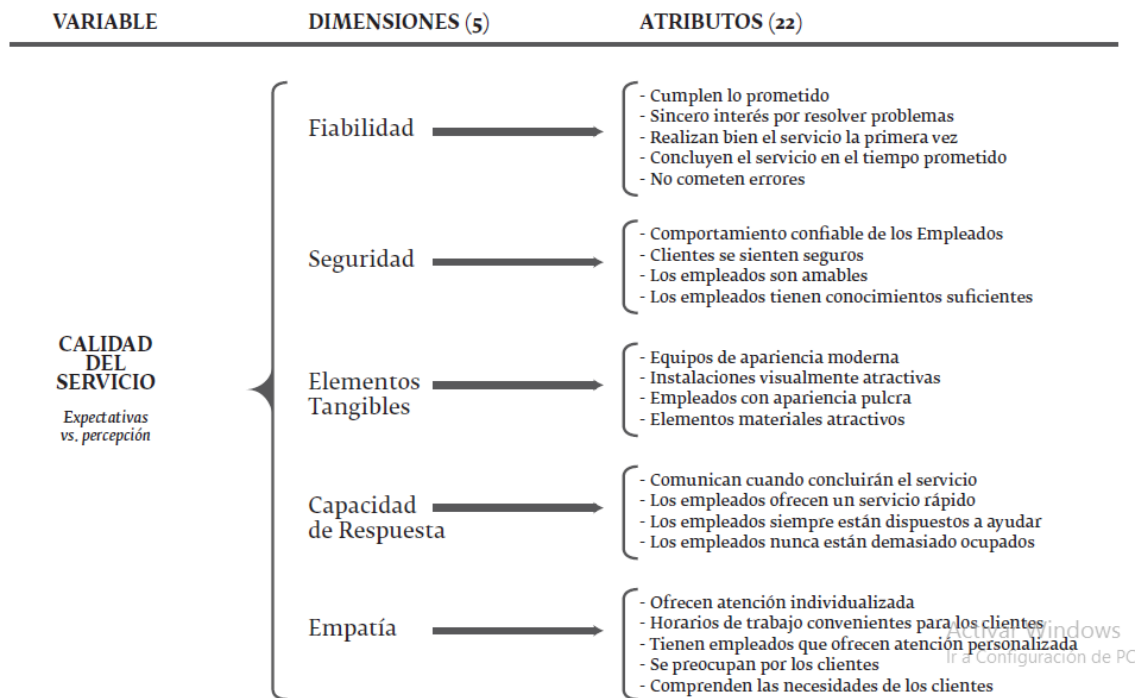 VARIABLE DIMENSIONES (5) ATRIBUTOS (22)
Fiabilidad
- Cumplen lo prometido
- Sincero interés por resolver problemas
- Realizan bien el servicio la primera vez
- Concluyen el servicio en el tiempo prometido
- No cometen errores
Seguridad
- Comportamiento confiable de los Empleados
- Clientes se sienten seguros
- Los empleados son amables
- Los empleados tienen conocimientos suficientes
CALIDAD
DEL
SERVICIO
Expectativas
vs. percepción
Elementos
Tangibles
- Equipos de apariencia moderna
- Instalaciones visualmente atractivas
- Empleados con apariencia pulcra
- Elementos materiales atractivos
Capacidad
de Respuesta
- Comunican cuando concluirán el servicio
- Los empleados ofrecen un servicio rápido
- Los empleados siempre están dispuestos a ayudar
- Los empleados nunca están demasiado ocupados
Empatía
- Ofrecen atención individualizada
- Horarios de trabajo convenientes para los clientes
- Tienen empleados que ofrecen atención personalizada
- Se preocupan por los clientes
- Comprenden las necesidades de los clientes
Activar Windows
Ir a Configuración de PC